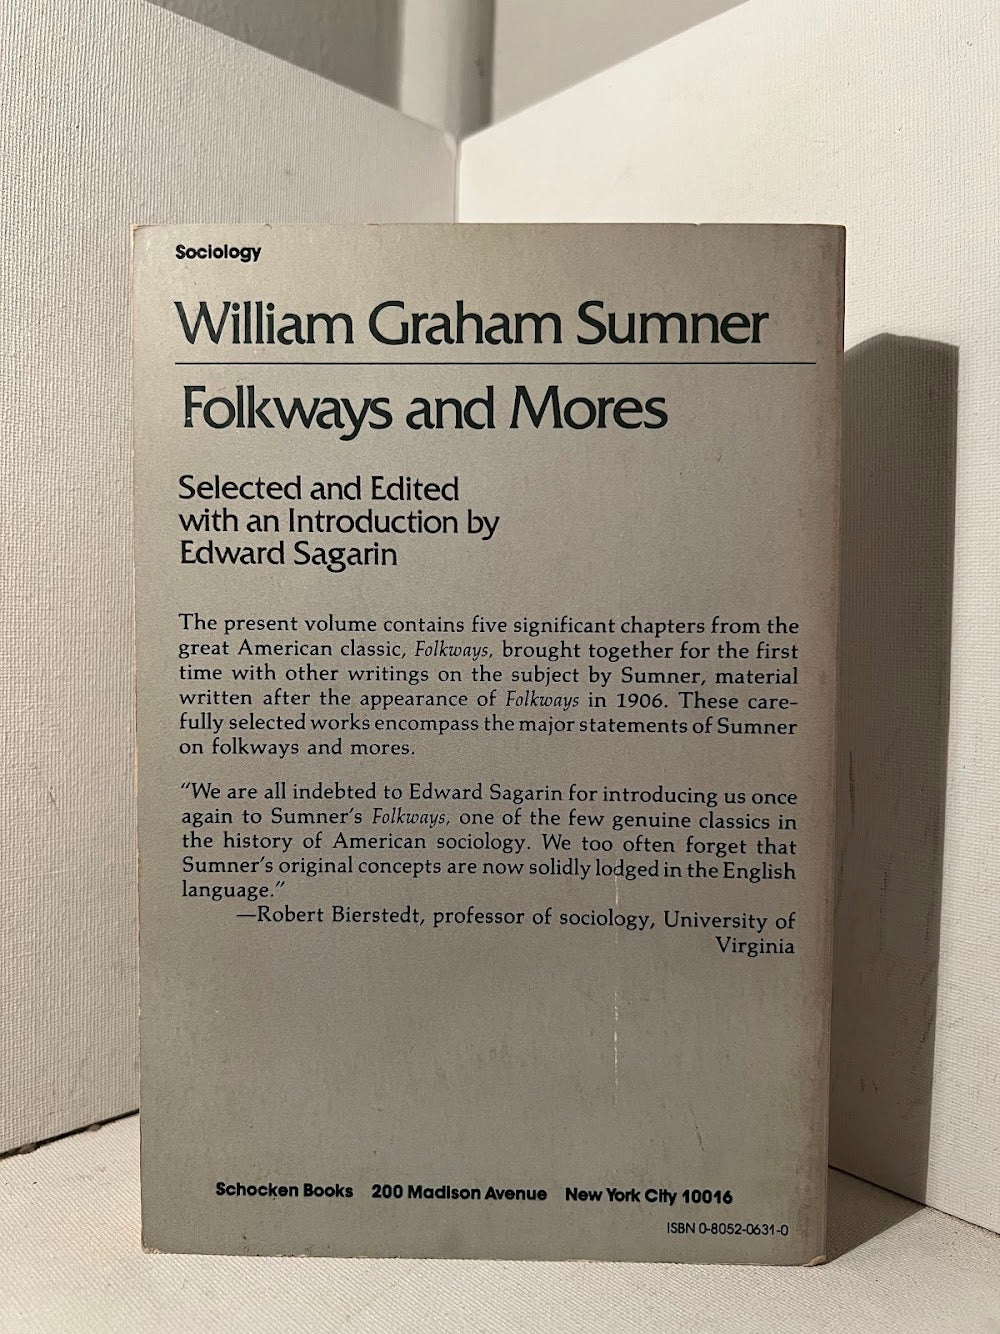 Sociology
William Graham Sumner
Folkways and Mores
Selected and Edited
with an Introduction by
Edward Sagarin
The present volume contains five significant chapters from the
great American classic, Folkways, brought together for the first
time with other writings on the subject by Sumner, material
written after the appearance of Folkways in 1906. These care-
fully selected works encompass the major statements of Sumner
on folkways and mores.
“We are all indebted to Edward Sagarin for introducing us once
again to Sumner’s Folkways, one of the few genuine classics in
the history of American sociology. We too often forget that
Sumner’s original concepts are now solidly lodged in the English
language.”
—Robert Bierstedt, professor of sociology, University of
Virginia
Schocken Books 200 Madison Avenue New York City 10016
ISBN 0-8052-0631-0